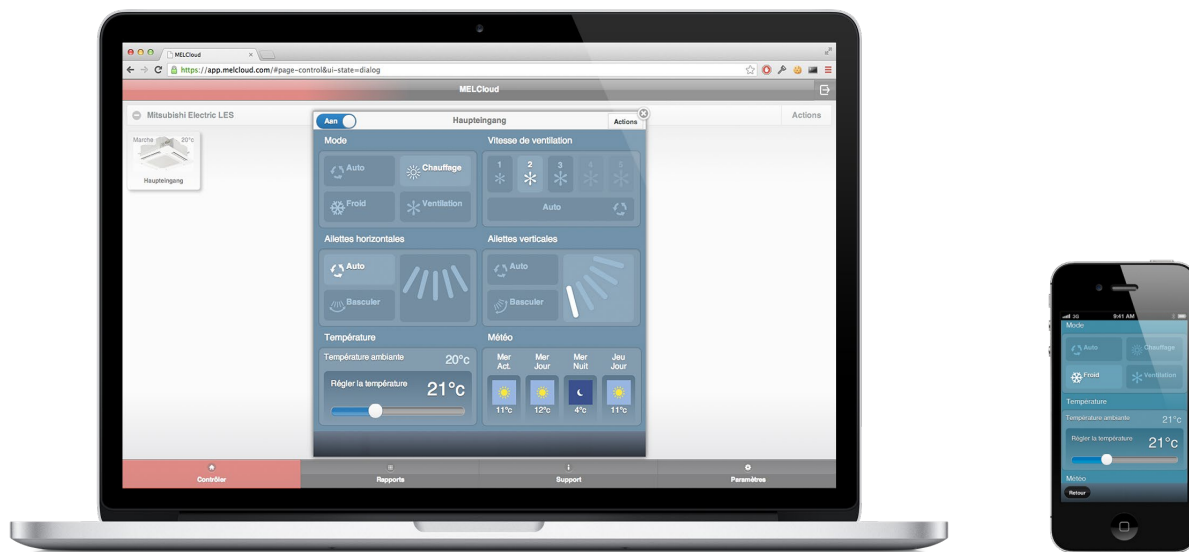 MELCloud
https://app.melcloud.com/#page-control&ui-state=dialog
MELCloud
Mitsubishi Electric LES
Actions
Marche 20°c
Haupteingang
Aan
Haupteingang
Actions
Mode
Auto
Chauffage
Froid
Ventilation
Vitesse de ventilation
1 2 3 4 5
Auto
Ailettes horizontales
Auto
Basculer
Ailettes verticales
Auto
Basculer
Température
Température ambiante 20°c
Régler la température 21°c
Météo
Mer Mer Mer Jeu
Act. Jour Nuit Jour
11°c 12°c 4°c 11°c
Contrôler
Rapports
Support
Paramètres
3G 9:41 AM
Mode
Auto
Chauffage
Froid
Ventilation
Température
Température ambiante 21°c
Régler la température 21°c
Météo
Retour